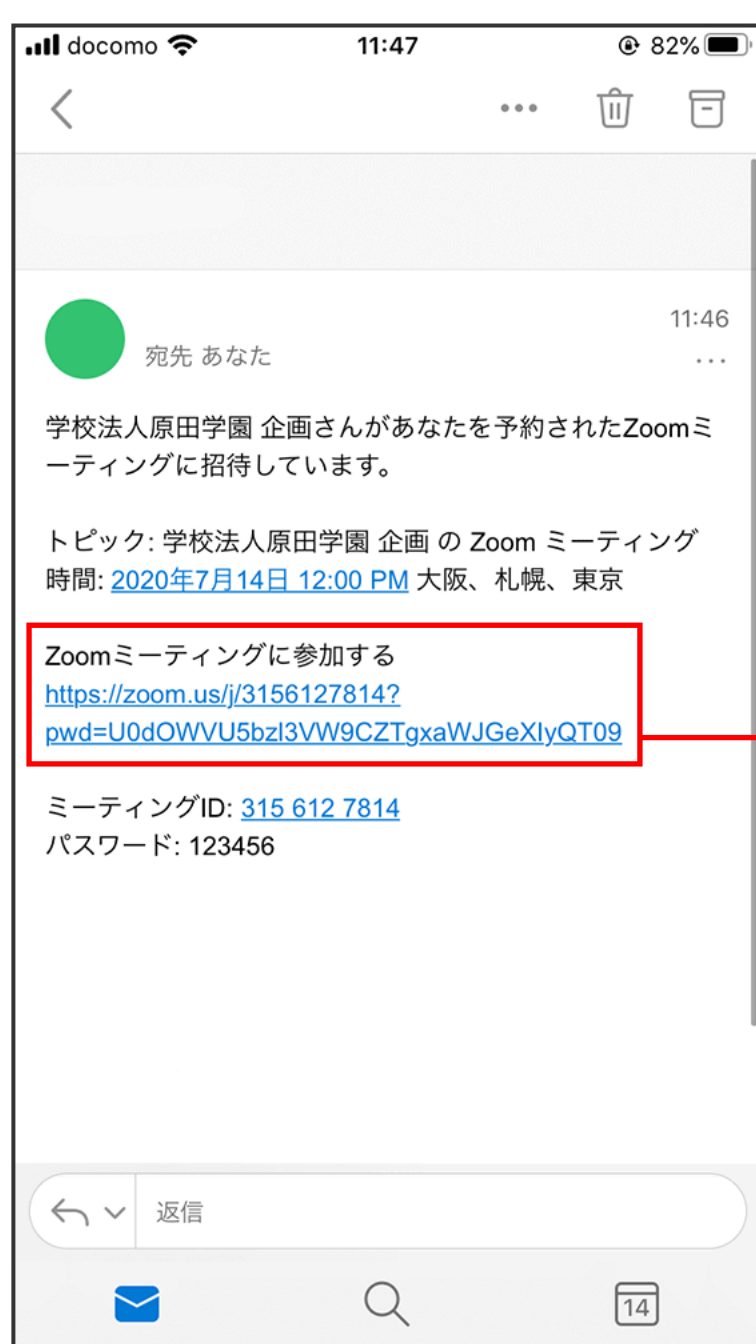 docomo 11:47 82%
11:46
宛先 あなた
学校法人原田学園 企画さんがあなたを予約されたZoomミ
ーティングに招待しています。
トピック: 学校法人原田学園 企画 の Zoom ミーティング
時間: 2020年7月14日 12:00 PM 大阪、札幌、東京
Zoomミーティングに参加する
https://zoom.us/j/3156127814?
pwd=U0dOWVU5bzl3VW9CZTgxaWJGeXIyQT09
ミーティングID: 315 612 7814
パスワード: 123456
返信
14